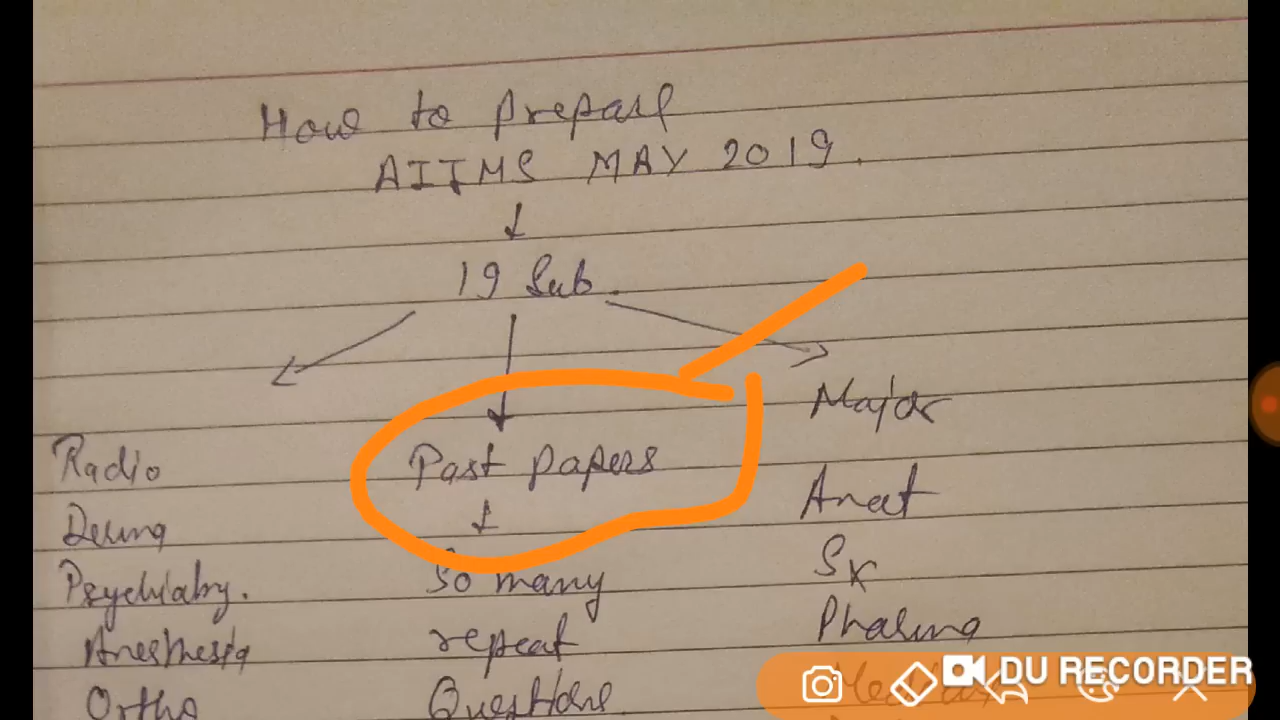 How to prepare
AIIMS MAY 2019.
19 Sub.
Radio
Derma
Psychiatry.
Anesthesia
Ortho
Past papers
So many
repeat
Questions
Major
Anat
Sx
Pharma
DU RECORDER